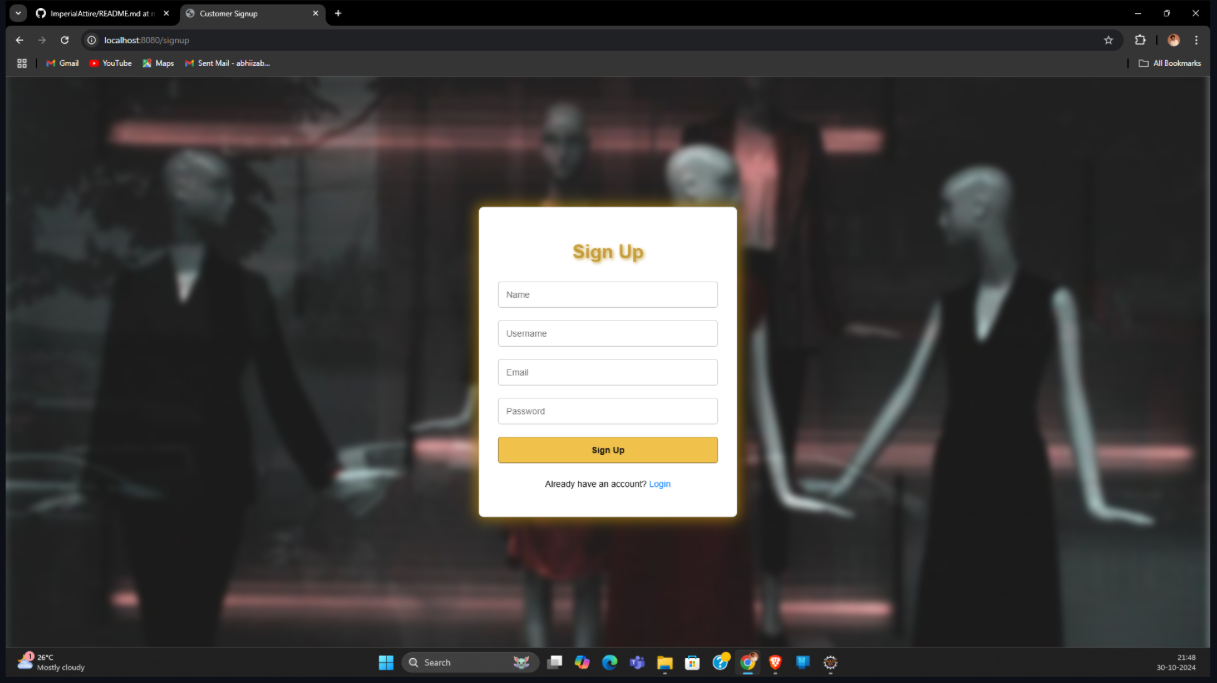 ImperialAttire/README.md at m
Customer Signup
localhost:8080/signup
Gmail
YouTube
Maps
Sent Mail - abhiizab...
All Bookmarks
Sign Up
Name
Username
Email
Password
Sign Up
Already have an account? Login
1
26°C
Mostly cloudy
Search
21:48
30-10-2024